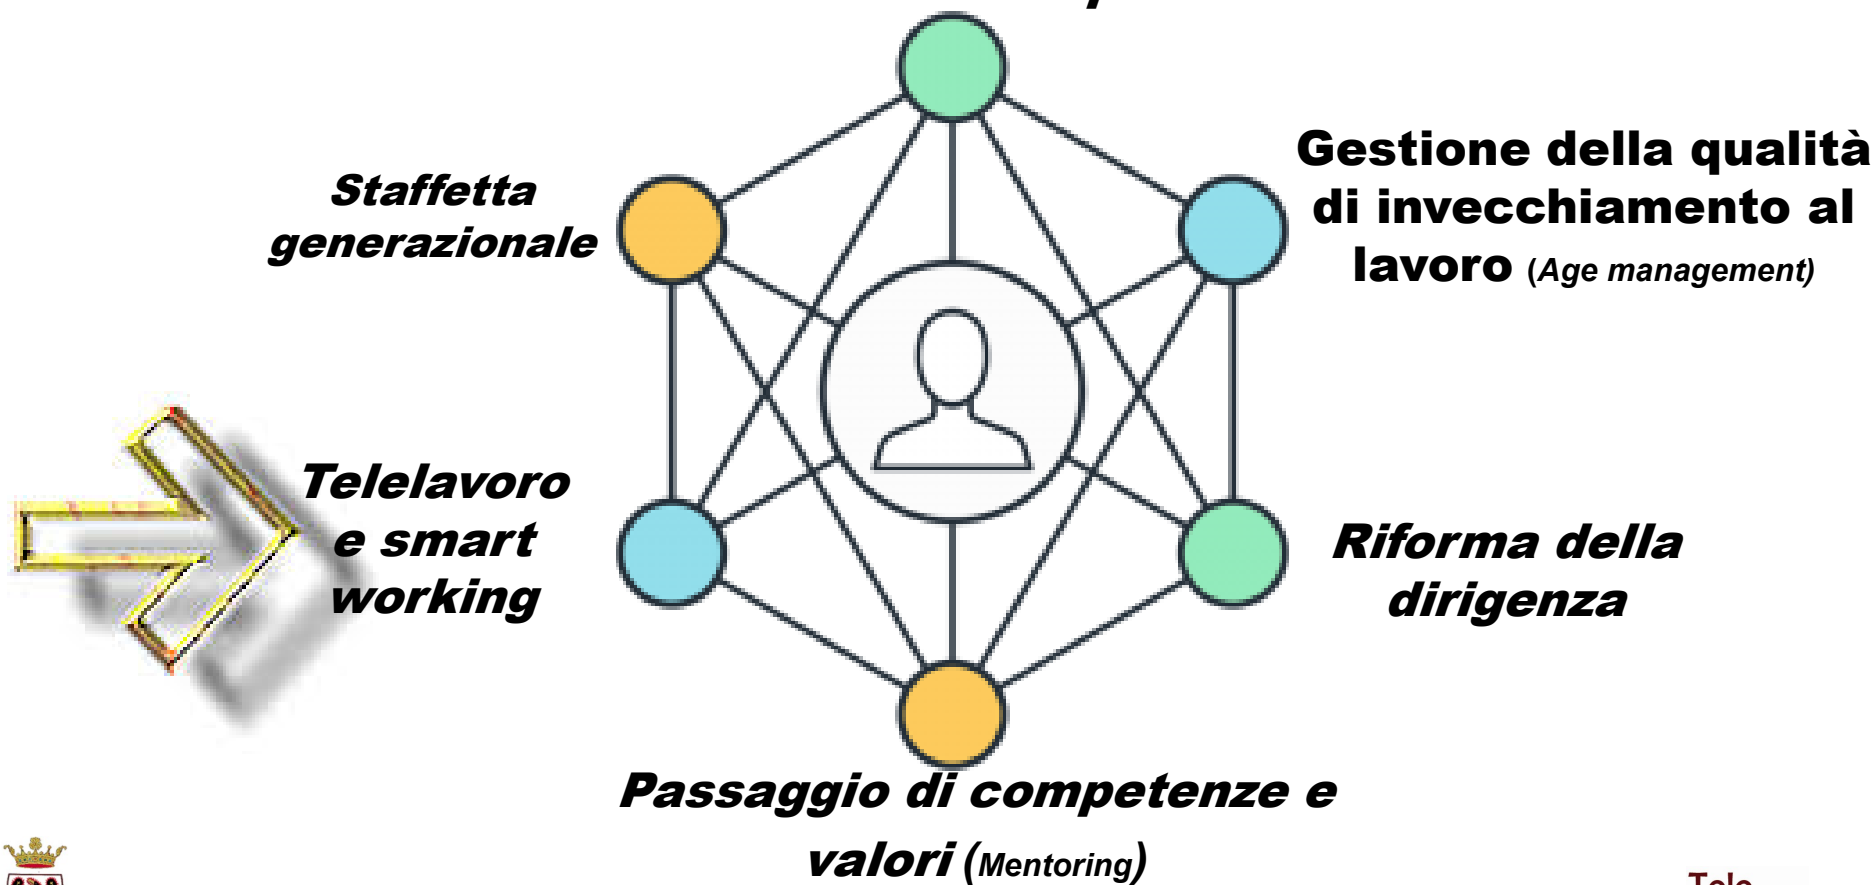 Staffetta
generazionale
Gestione della qualità
di invecchiamento al
lavoro (Age management)
Telelavoro
e smart
working
Riforma della
dirigenza
Passaggio di competenze e
valori (Mentoring)